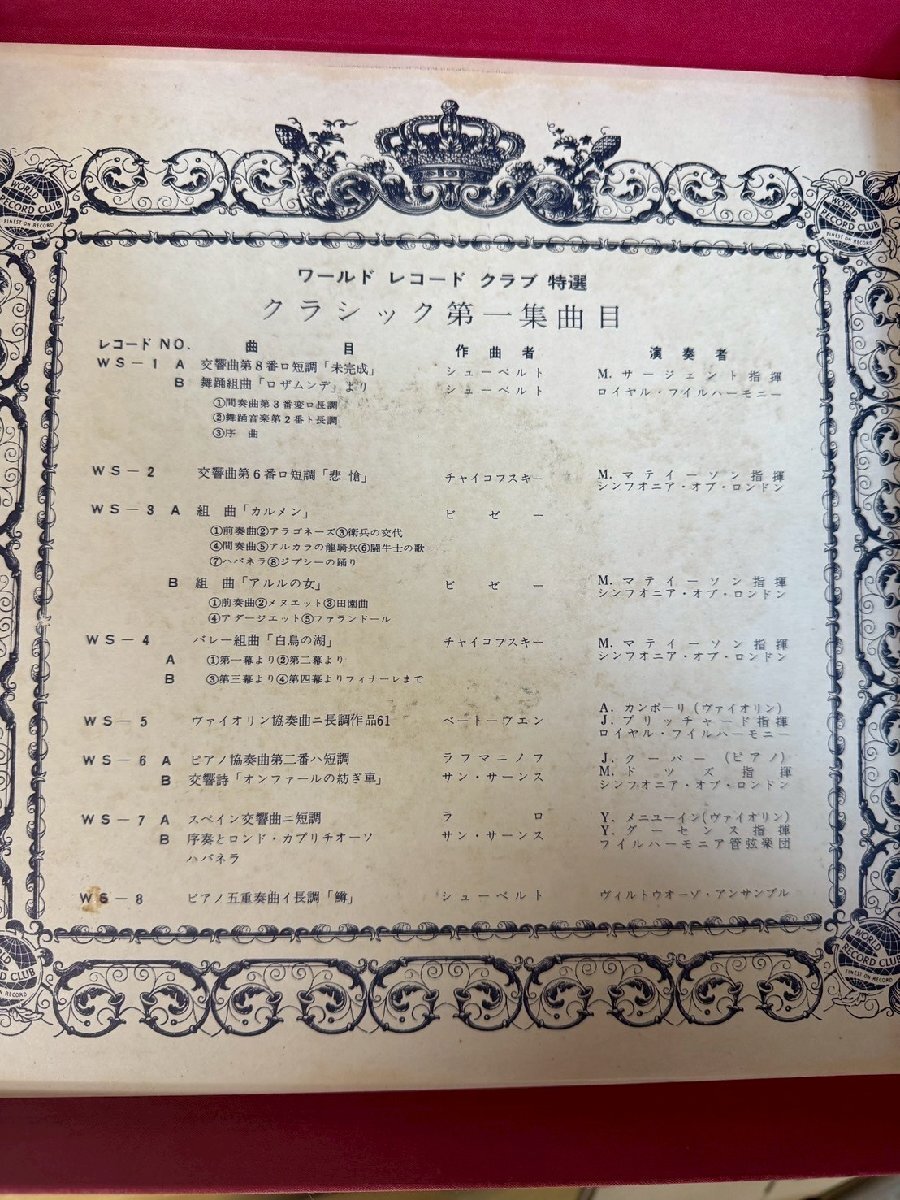 WORLD RECORD CLUB
FINEST ON RECORD
WORLD RECORD CLUB
FINEST ON RECORD
ワールド レコード クラブ 特選
クラシック第一集曲目
レコード NO. 曲 目 作曲者 演奏者
WS-1 A 交響曲第8番ロ短調「未完成」 シューベルト M. サージェント指揮
B 舞踊組曲「ロザムンデ」より シューベルト ロイヤル・フイルハーモニー
①間奏曲第3番変ロ長調
②舞踊音楽第2番ト長調
③序 曲
WS-2 交響曲第6番ロ短調「悲愴」 チャイコフスキー M. マテイーソン指揮
シンフオニア・オブ・ロンドン
WS-3 A 組 曲「カルメン」 ビゼー
①前奏曲②アラゴネーズ③衛兵の交代
④間奏曲⑤アルカラの龍騎兵⑥闘牛士の歌
⑦ハバネラ⑧ジプシーの踊り
B 組 曲「アルルの女」 ビゼー M. マテイーソン指揮
シンフオニア・オブ・ロンドン
①前奏曲②メヌエット③田園曲
④アダージエット⑤ファランドール
WS-4 バレー組曲「白鳥の湖」 チャイコフスキー M. マテイーソン指揮
シンフオニア・オブ・ロンドン
A ①第一幕より②第二幕より
B ③第三幕より④第四幕よりフィナーレまで
WS-5 ヴァイオリン協奏曲ニ長調作品61 ベートーヴエン A. カンポーリ(ヴァイオリン)
J. プリッチャード指揮
ロイヤル・フイルハーモニー
WS-6 A ピアノ協奏曲第二番ハ短調 ラフマニノフ J. クーパー(ピアノ)
B 交響詩「オンファールの紡ぎ車」 サン・サーンス M. ドッズ指揮
シンフオニア・オブ・ロンドン
WS-7 A スペイン交響曲ニ短調 ラロ Y. メニユーイン(ヴァイオリン)
B 序奏とロンド・カプリチオーソ サン・サーンス Y. グーセンス指揮
ハバネラ フイルハーモニア管弦楽団
WS-8 ピアノ五重奏曲イ長調「鱒」 シューベルト ヴィルトウオーゾ・アンサンブル
WORLD RECORD CLUB
FINEST ON RECORD
WORLD RECORD CLUB
FINEST ON RECORD